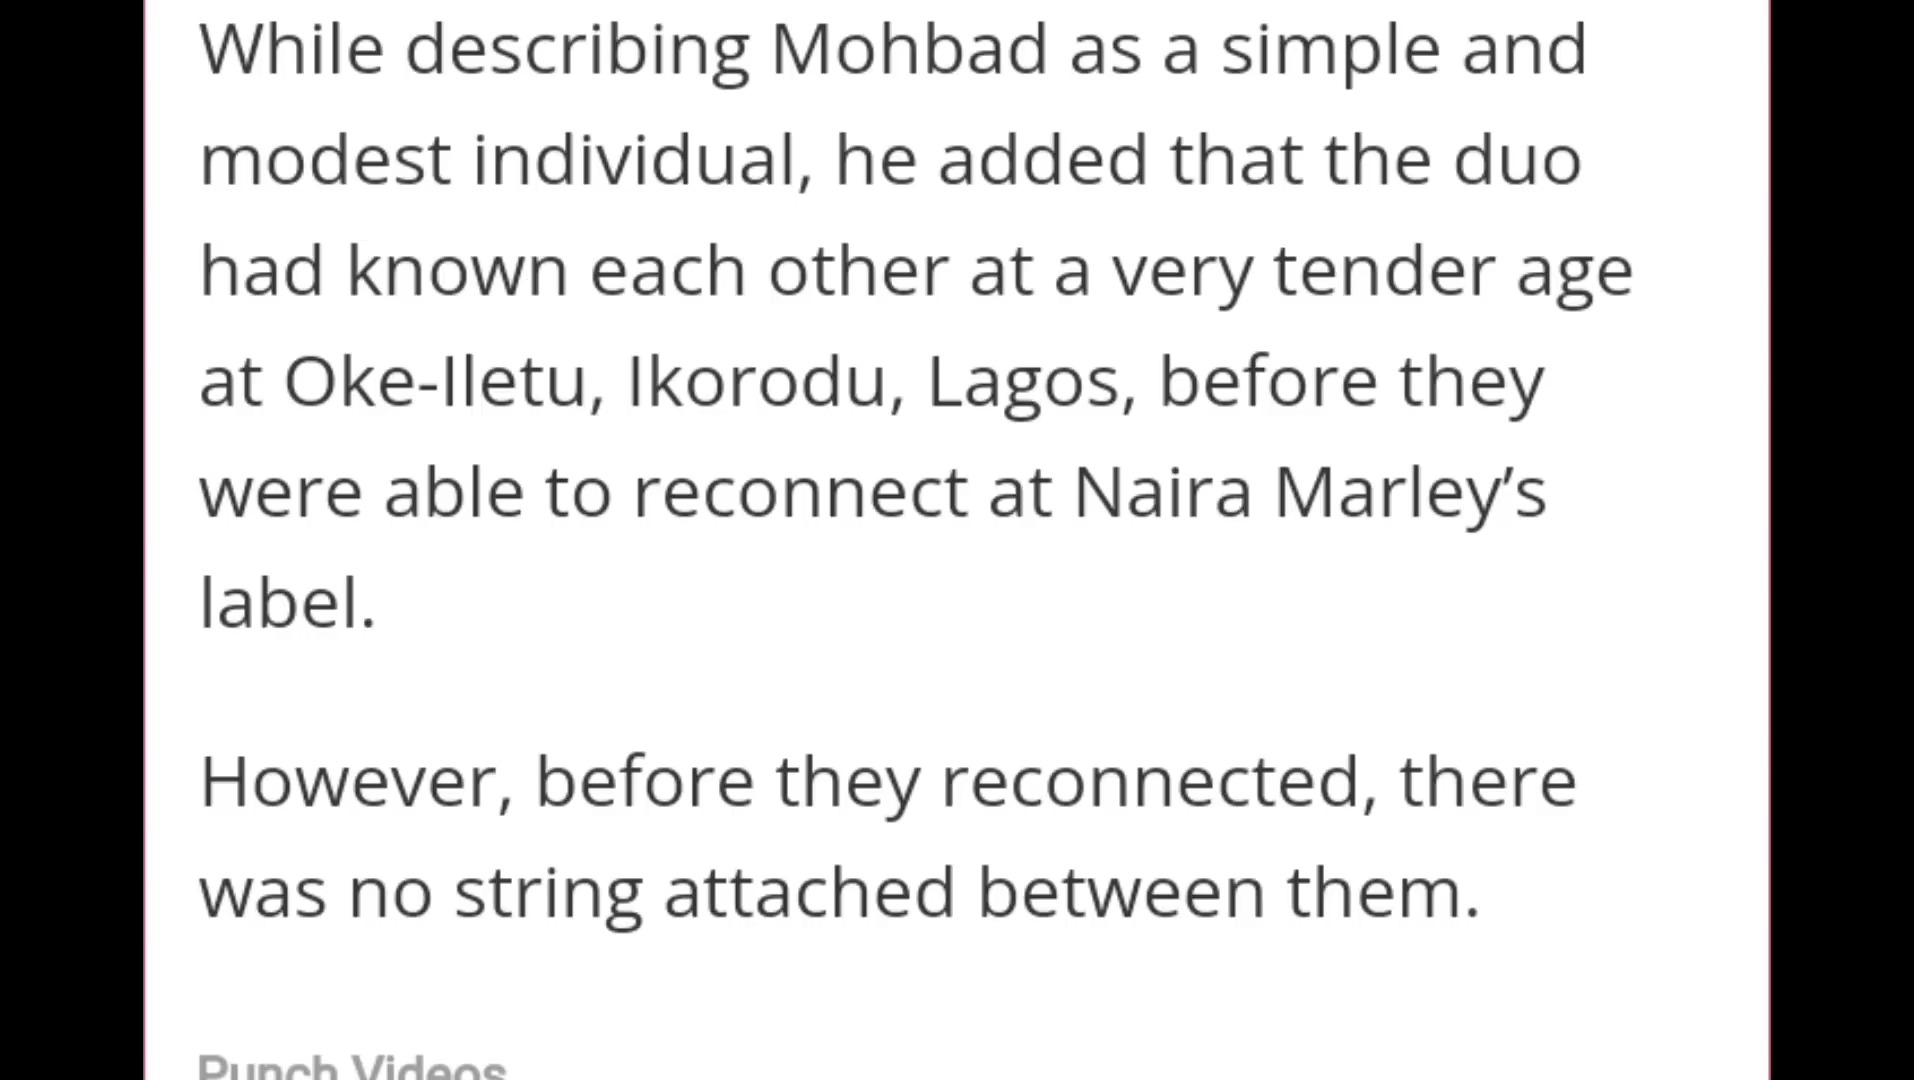 While describing Mohbad as a simple and
modest individual, he added that the duo
had known each other at a very tender age
at Oke-Iletu, Ikorodu, Lagos, before they
were able to reconnect at Naira Marley’s
label.
However, before they reconnected, there
was no string attached between them.
Punch Videos